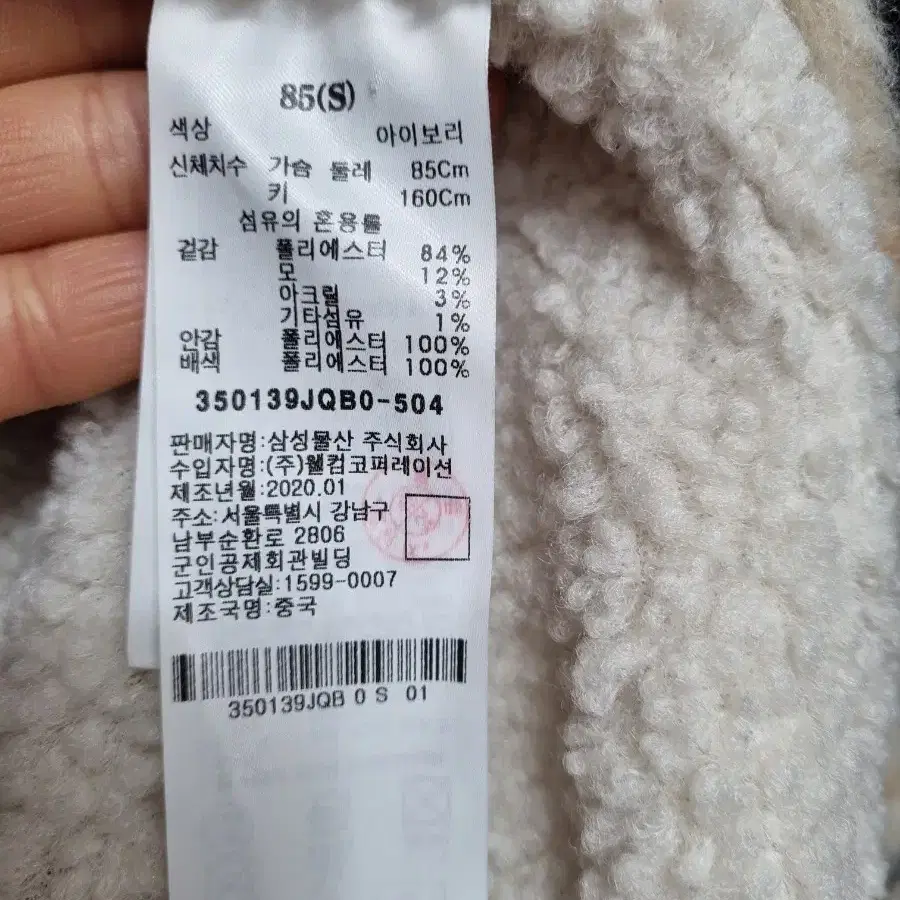 85(S)
색상 아이보리
신체치수 가슴 둘레 85Cm
키 160Cm
섬유의 혼용률
겉감 폴리에스터 84%
모 12%
아크릴 3%
기타섬유 1%
안감 폴리에스터 100%
배색 폴리에스터 100%
350139JQB0-504
판매자명:삼성물산 주식회사
수입자명:(주)웰컴코퍼레이션
제조년월:2020.01
주소:서울특별시 강남구
남부순환로 2806
군인공제회관빌딩
고객상담실:1599-0007
제조국명:중국
350139JQB 0 S 01